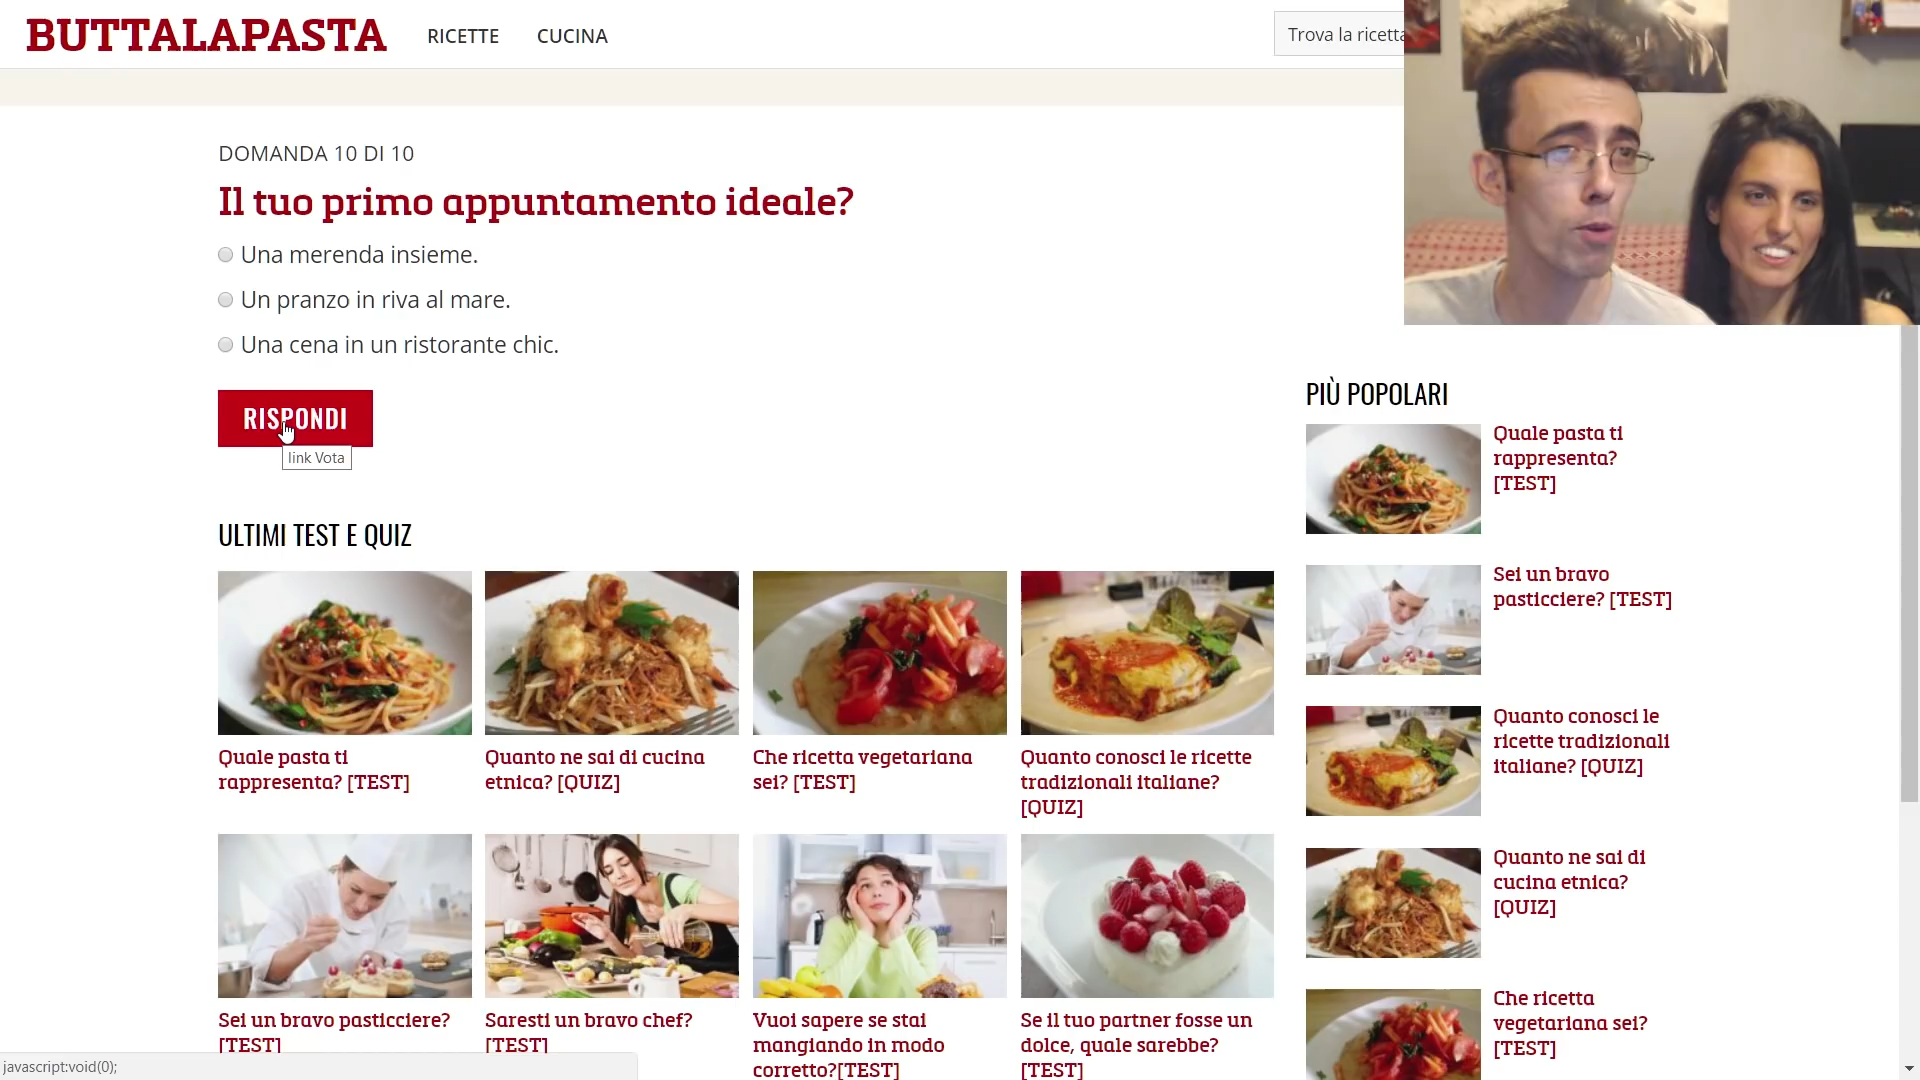 BUTTALAPASTA
RICETTE
CUCINA
Trova la ricetta
DOMANDA 10 DI 10
Il tuo primo appuntamento ideale?
Una merenda insieme.
Un pranzo in riva al mare.
Una cena in un ristorante chic.
RISPONDI
link Vota
ULTIMI TEST E QUIZ
Quale pasta ti
rappresenta? [TEST]
Quanto ne sai di cucina
etnica? [QUIZ]
Che ricetta vegetariana
sei? [TEST]
Quanto conosci le ricette
tradizionali italiane?
[QUIZ]
Sei un bravo pasticciere?
[TEST]
Saresti un bravo chef?
[TEST]
Vuoi sapere se stai
mangiando in modo
corretto?[TEST]
Se il tuo partner fosse un
dolce, quale sarebbe?
[TEST]
PIÙ POPOLARI
Quale pasta ti
rappresenta?
[TEST]
Sei un bravo
pasticciere? [TEST]
Quanto conosci le
ricette tradizionali
italiane? [QUIZ]
Quanto ne sai di
cucina etnica?
[QUIZ]
Che ricetta
vegetariana sei?
[TEST]
javascript:void(0);